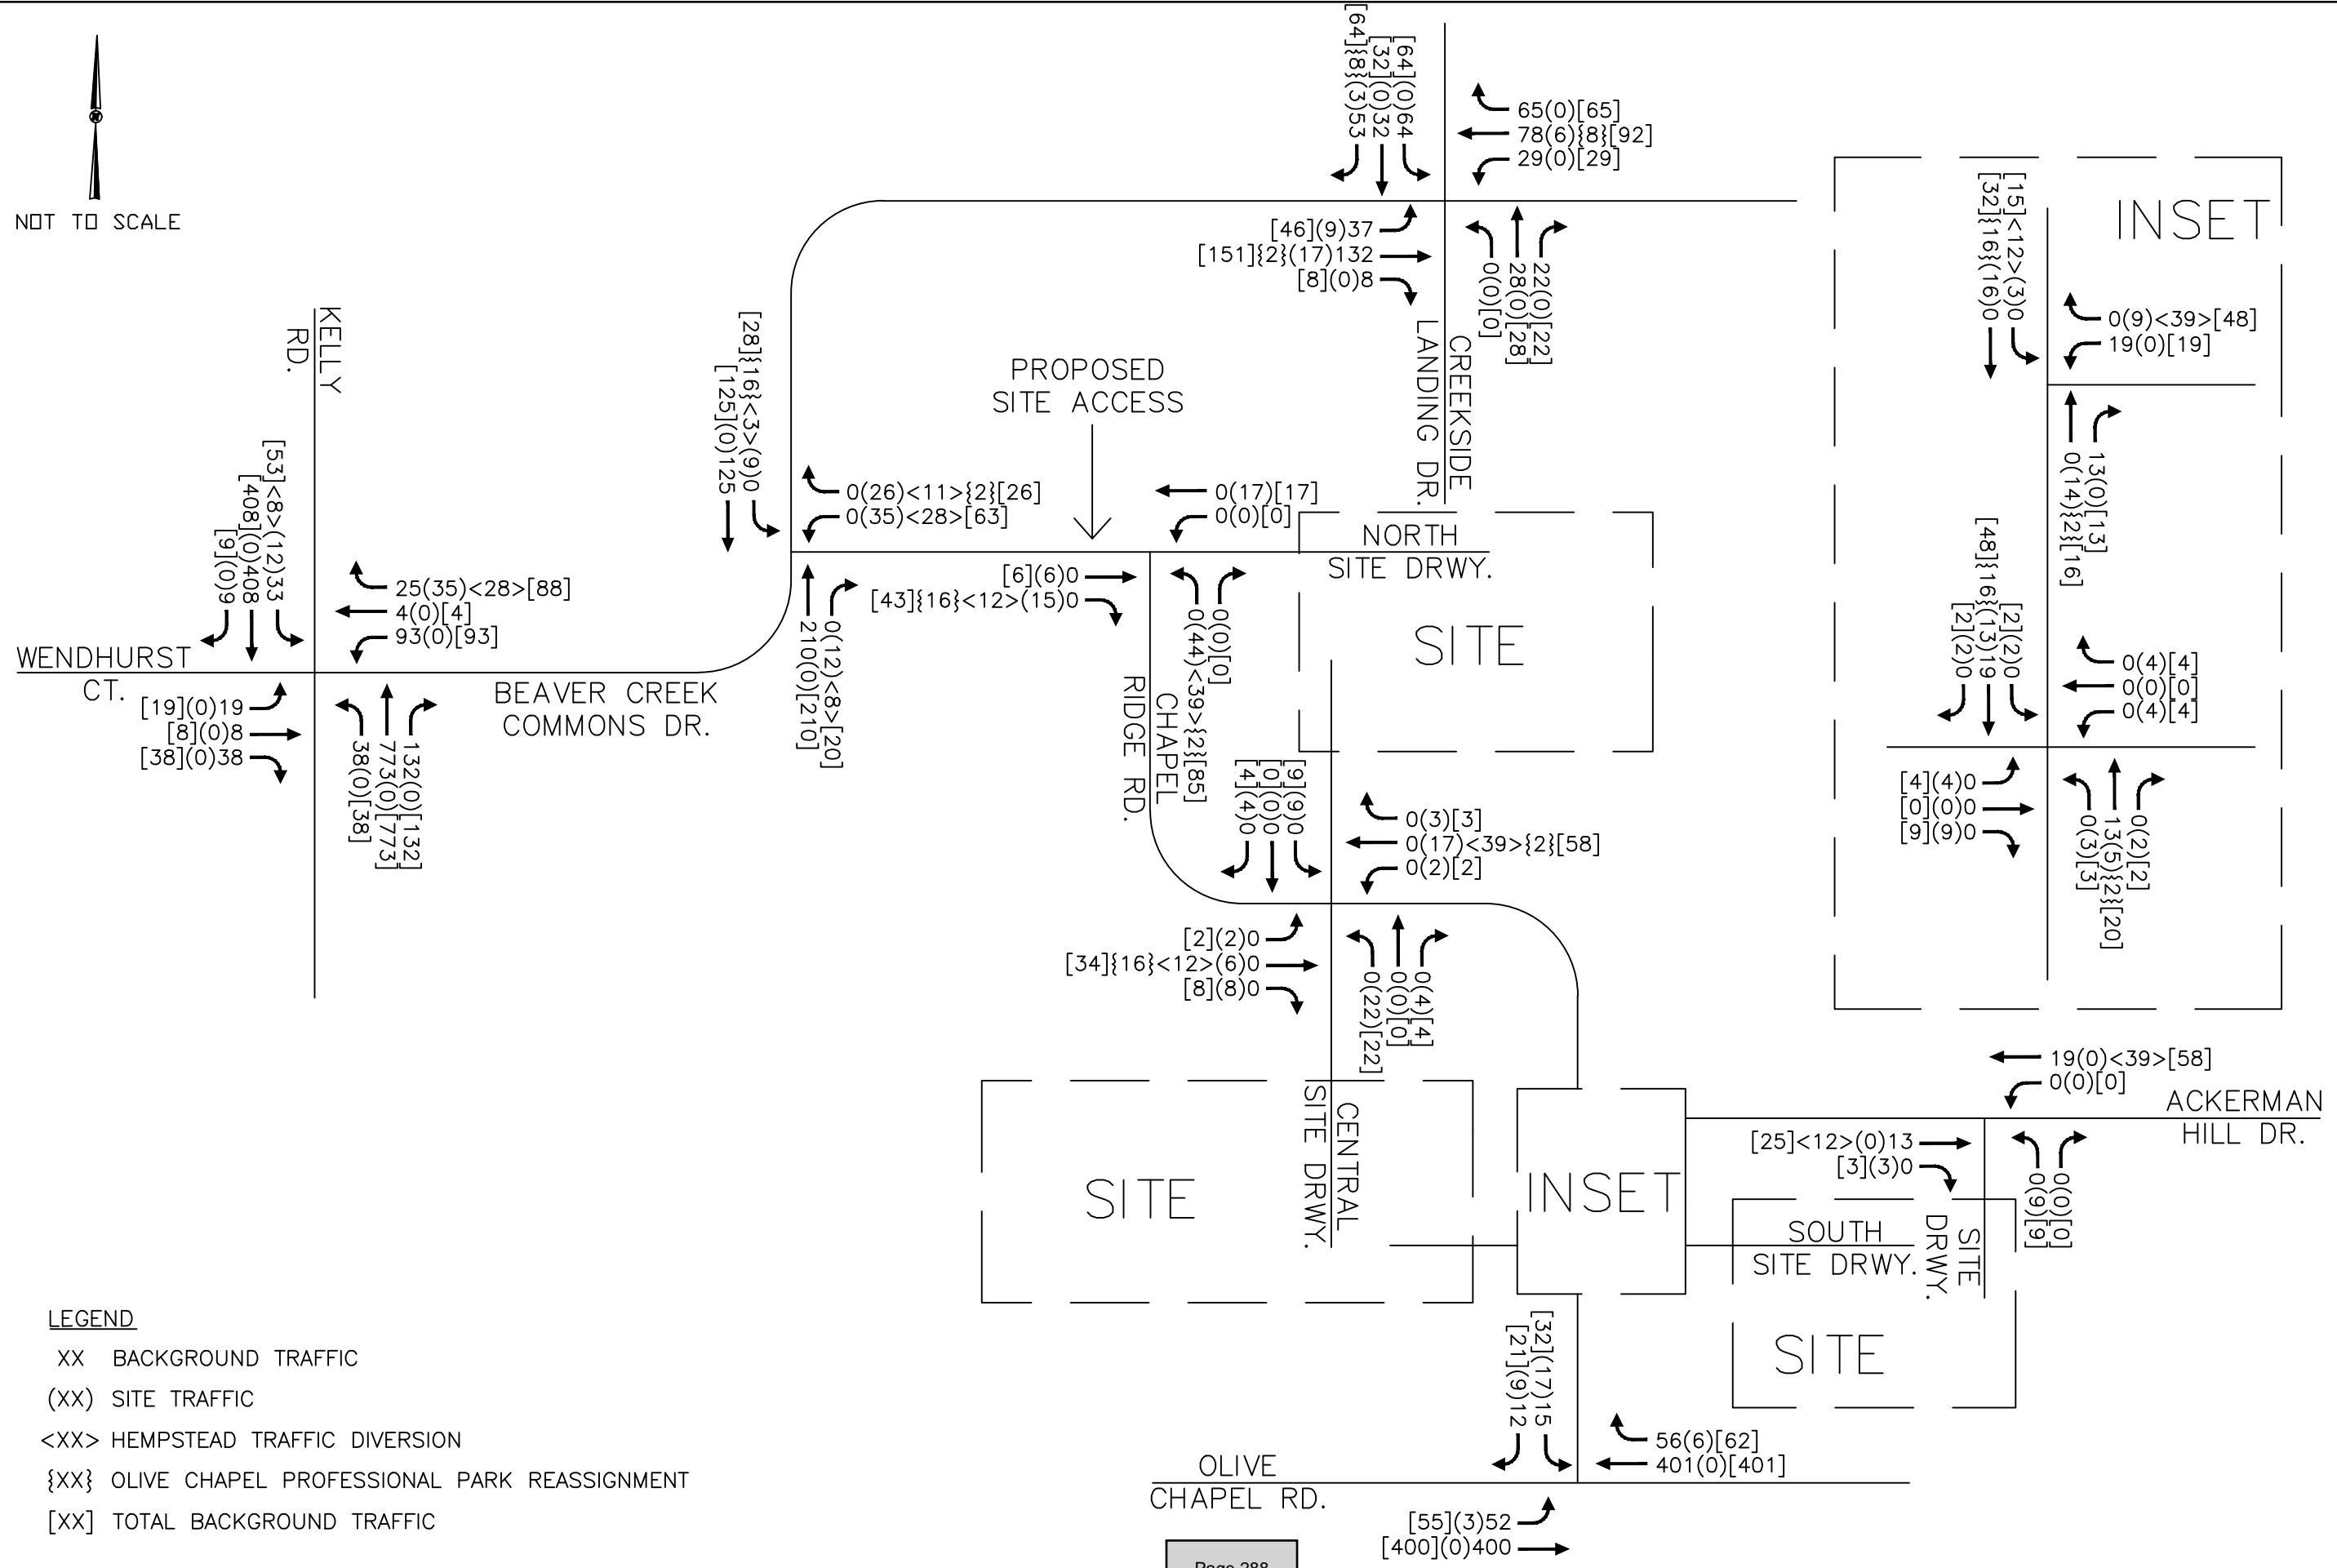 NOT TO SCALE
[64]{8}(3)53
[32](0)32
[64](0)64
65(0)[65]
78(6){8}[92]
29(0)[29]
[46](9)37
[151]{2}(17)132
[8](0)8
0(0)[0]
28(0)[28]
22(0)[22]
CREEKSIDE
LANDING DR.
KELLY
RD.
[9](0)9
[408](0)408
[53]<8>(12)33
25(35)<28>[88]
4(0)[4]
93(0)[93]
WENDHURST
CT.
[19](0)19
[8](0)8
[38](0)38
38(0)[38]
773(0)[773]
132(0)[132]
BEAVER CREEK
COMMONS DR.
[125](0)125
[28]{16}<3>(9)0
0(26)<11>{2}[26]
0(35)<28>[63]
210(0)[210]
0(12)<8>[20]
PROPOSED
SITE ACCESS
0(17)[17]
0(0)[0]
[6](6)0
[43]{16}<12>(15)0
0(44)<39>{2}[85]
0(0)[0]
NORTH
SITE DRWY.
SITE
CHAPEL
RIDGE RD.
[4](4)0
[0](0)0
[9](9)0
0(3)[3]
0(17)<39>{2}[58]
0(2)[2]
[2](2)0
[34]{16}<12>(6)0
[8](8)0
0(22)[22]
0(0)[0]
0(4)[4]
CENTRAL
SITE DRWY.
SITE
INSET
INSET
[32]{16}(16)0
[15]<12>(3)0
0(9)<39>[48]
19(0)[19]
0(14){2}[16]
13(0)[13]
[2](2)0
[48]{16}(13)19
[2](2)0
0(4)[4]
0(0)[0]
0(4)[4]
[4](4)0
[0](0)0
[9](9)0
0(3)[3]
13(5){2}[20]
0(2)[2]
19(0)<39>[58]
0(0)[0]
ACKERMAN
HILL DR.
[25]<12>(0)13
[3](3)0
0(9)[9]
0(0)[0]
SOUTH
SITE DRWY.
SITE
DRWY.
SITE
[21](9)12
[32](17)15
56(6)[62]
401(0)[401]
OLIVE
CHAPEL RD.
[55](3)52
[400](0)400
LEGEND
XX BACKGROUND TRAFFIC
(XX) SITE TRAFFIC
<XX> HEMPSTEAD TRAFFIC DIVERSION
{XX} OLIVE CHAPEL PROFESSIONAL PARK REASSIGNMENT
[XX] TOTAL BACKGROUND TRAFFIC
Page 288